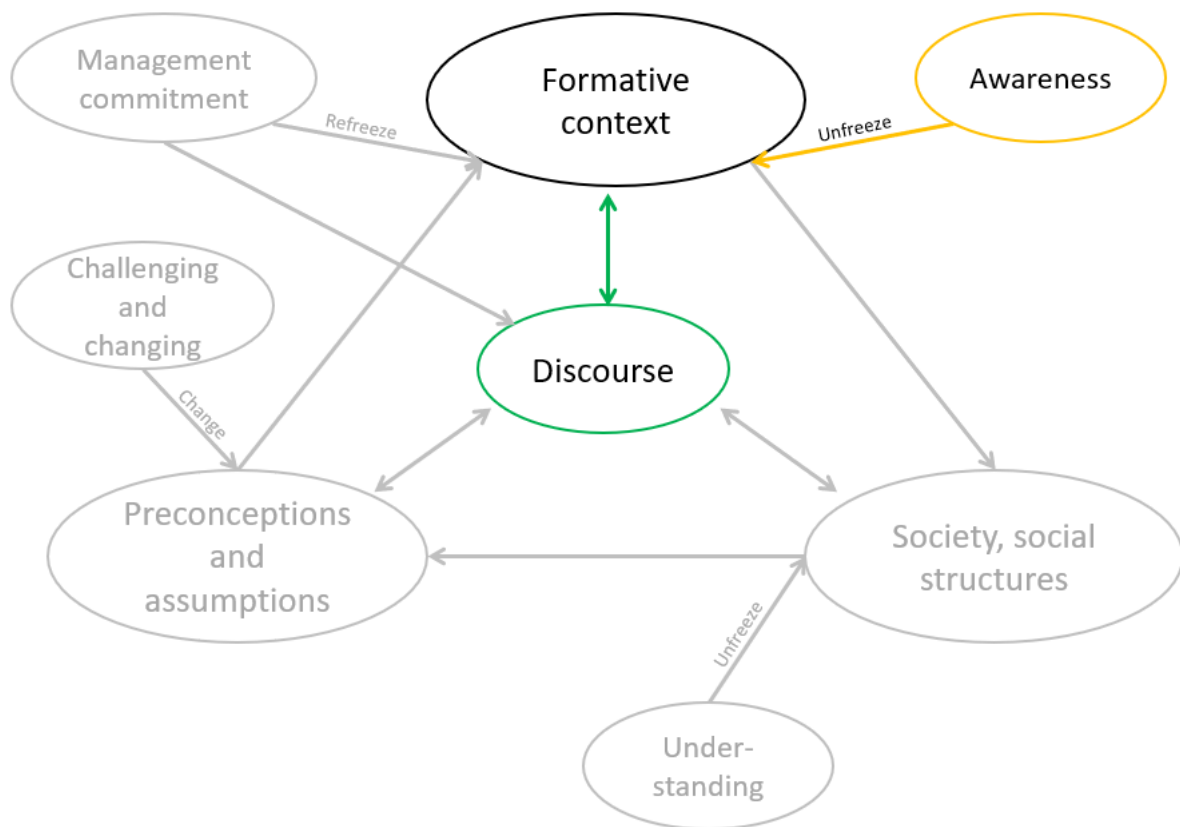 Management
commitment
Formative
context
Awareness
Refreeze
Unfreeze
Challenging
and
changing
Discourse
Change
Preconceptions
and
assumptions
Society, social
structures
Unfreeze
Under-
standing